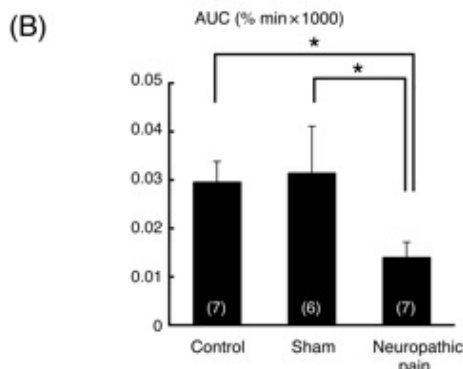 (B)
AUC (% min×1000)
*
*
0.05
0.04
0.03
0.02
0.01
0
(7)
(6)
(7)
Control
Sham
Neuropathic
pain